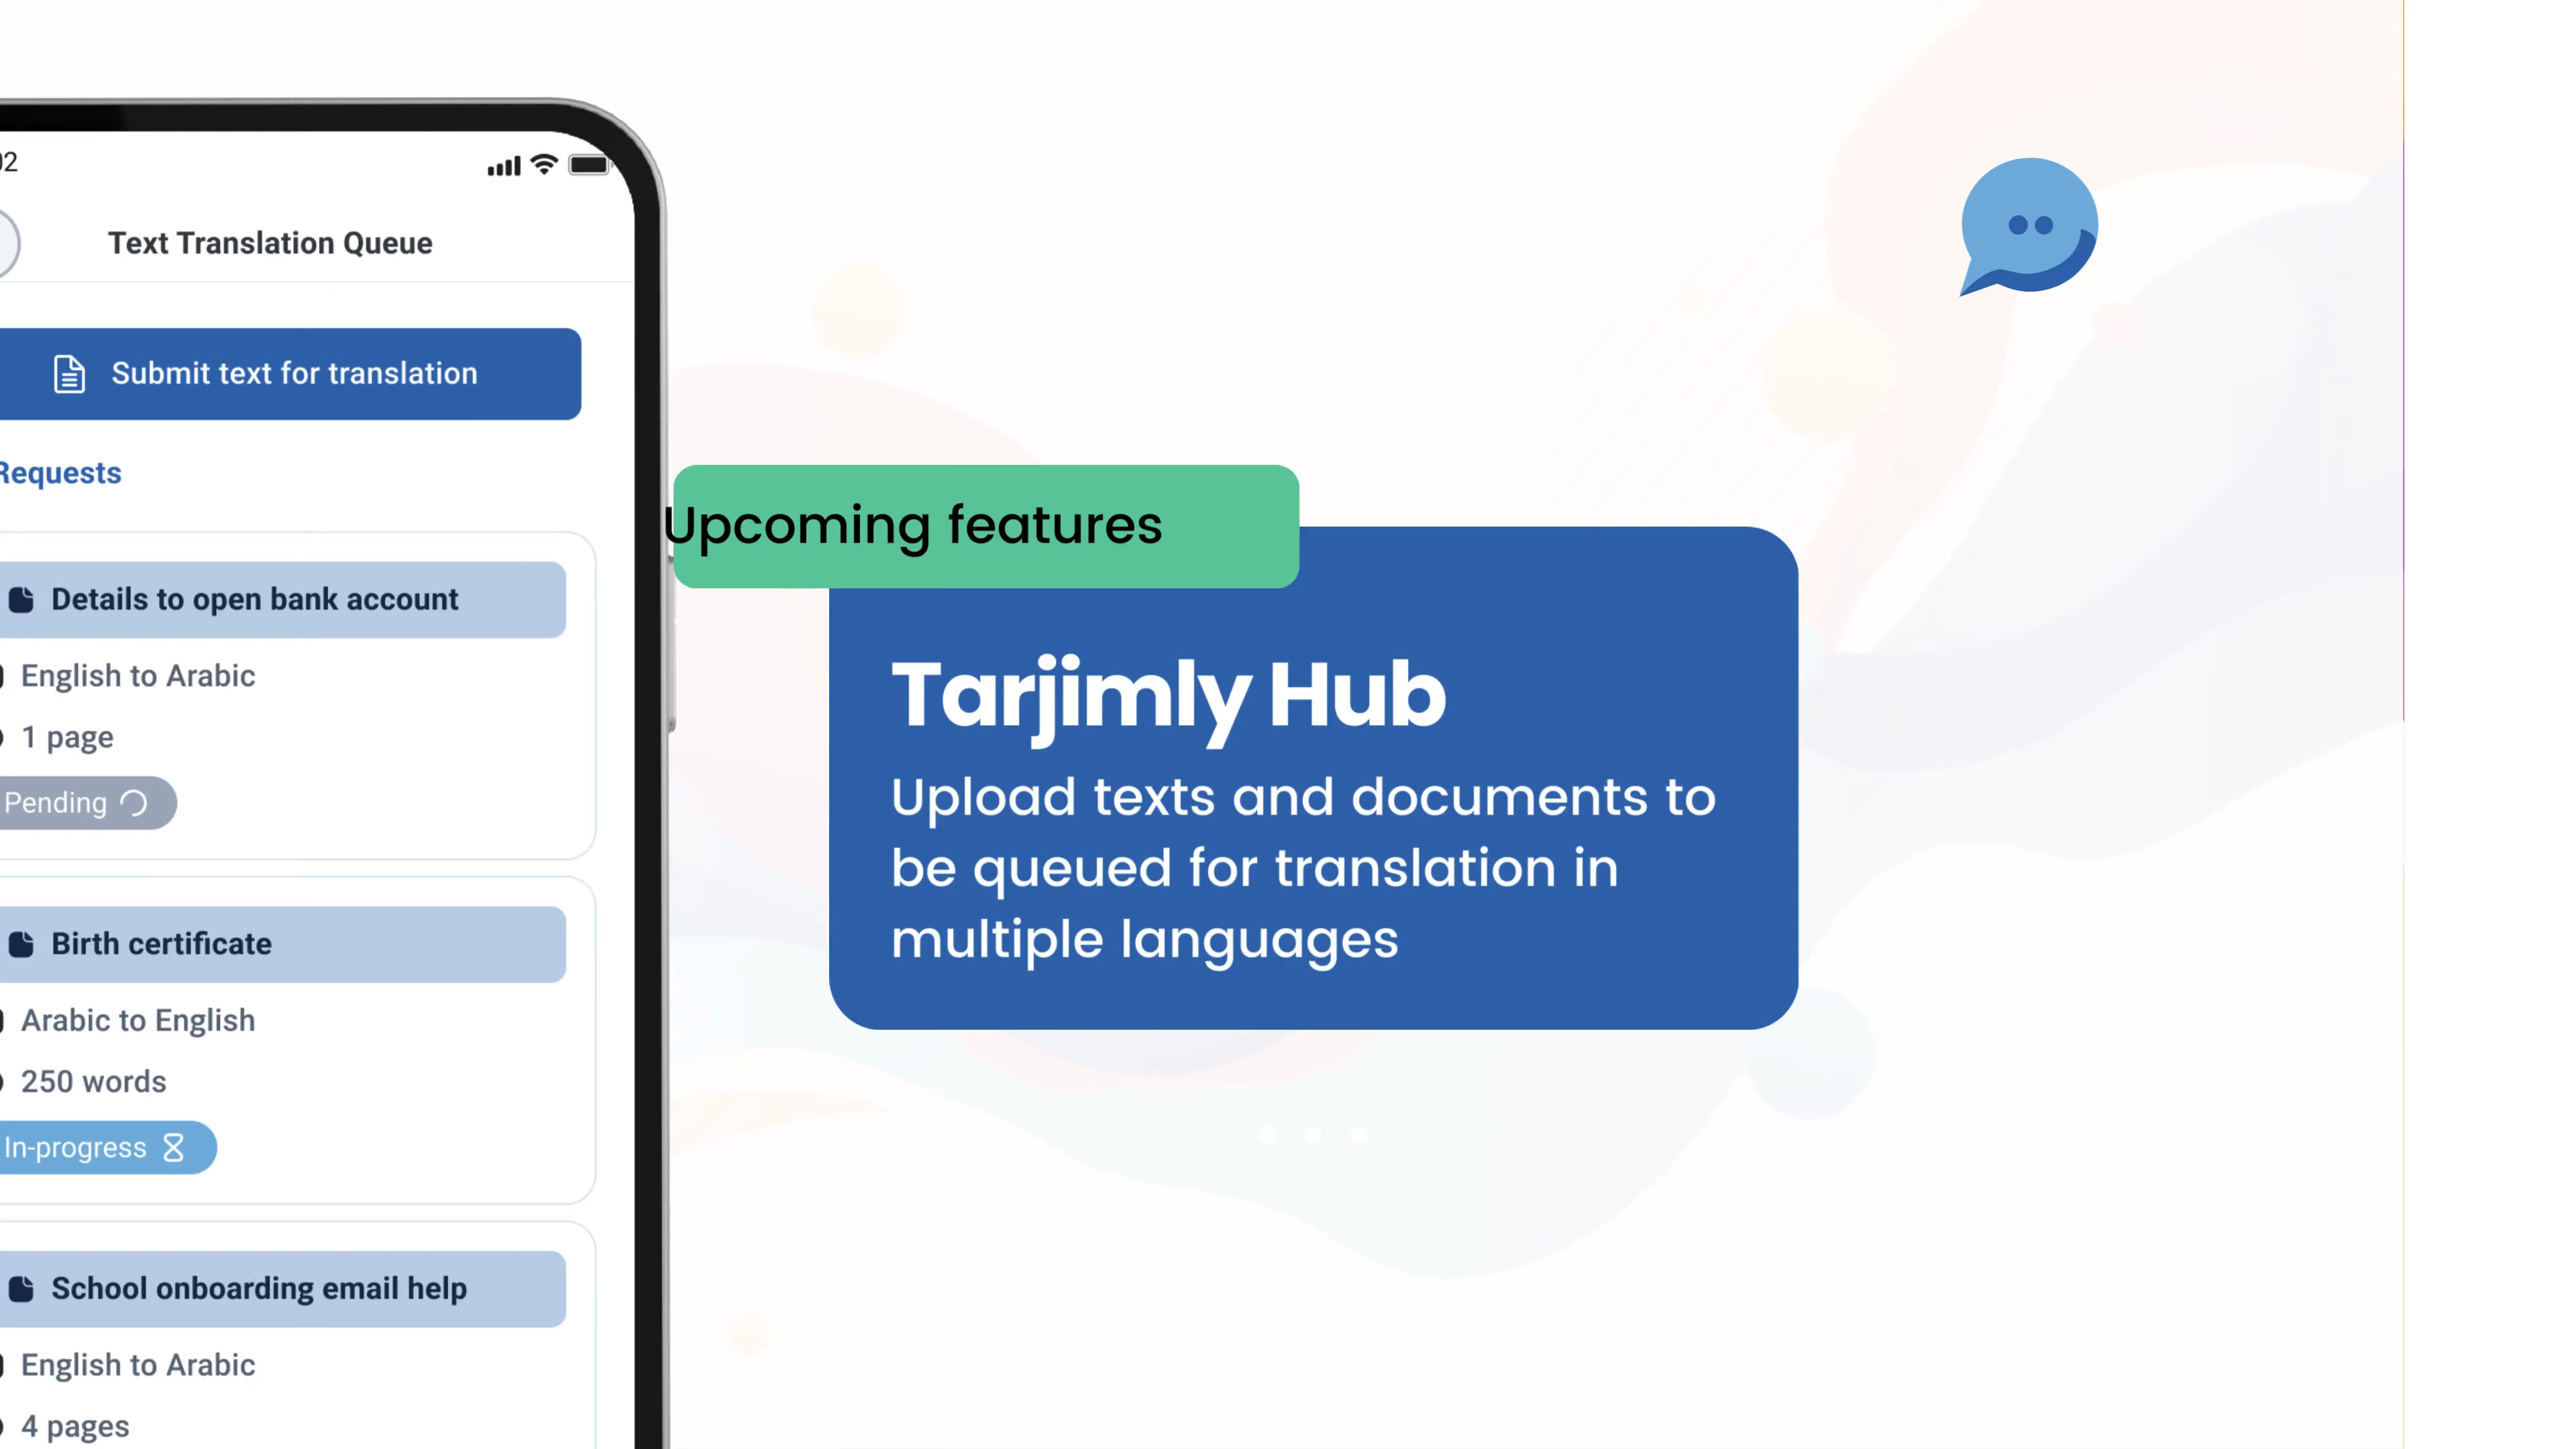 02
Text Translation Queue
Submit text for translation
Requests
Details to open bank account
English to Arabic
1 page
Pending
Birth certificate
Arabic to English
250 words
In-progress
School onboarding email help
English to Arabic
4 pages
Upcoming features
Tarjimly Hub
Upload texts and documents to
be queued for translation in
multiple languages